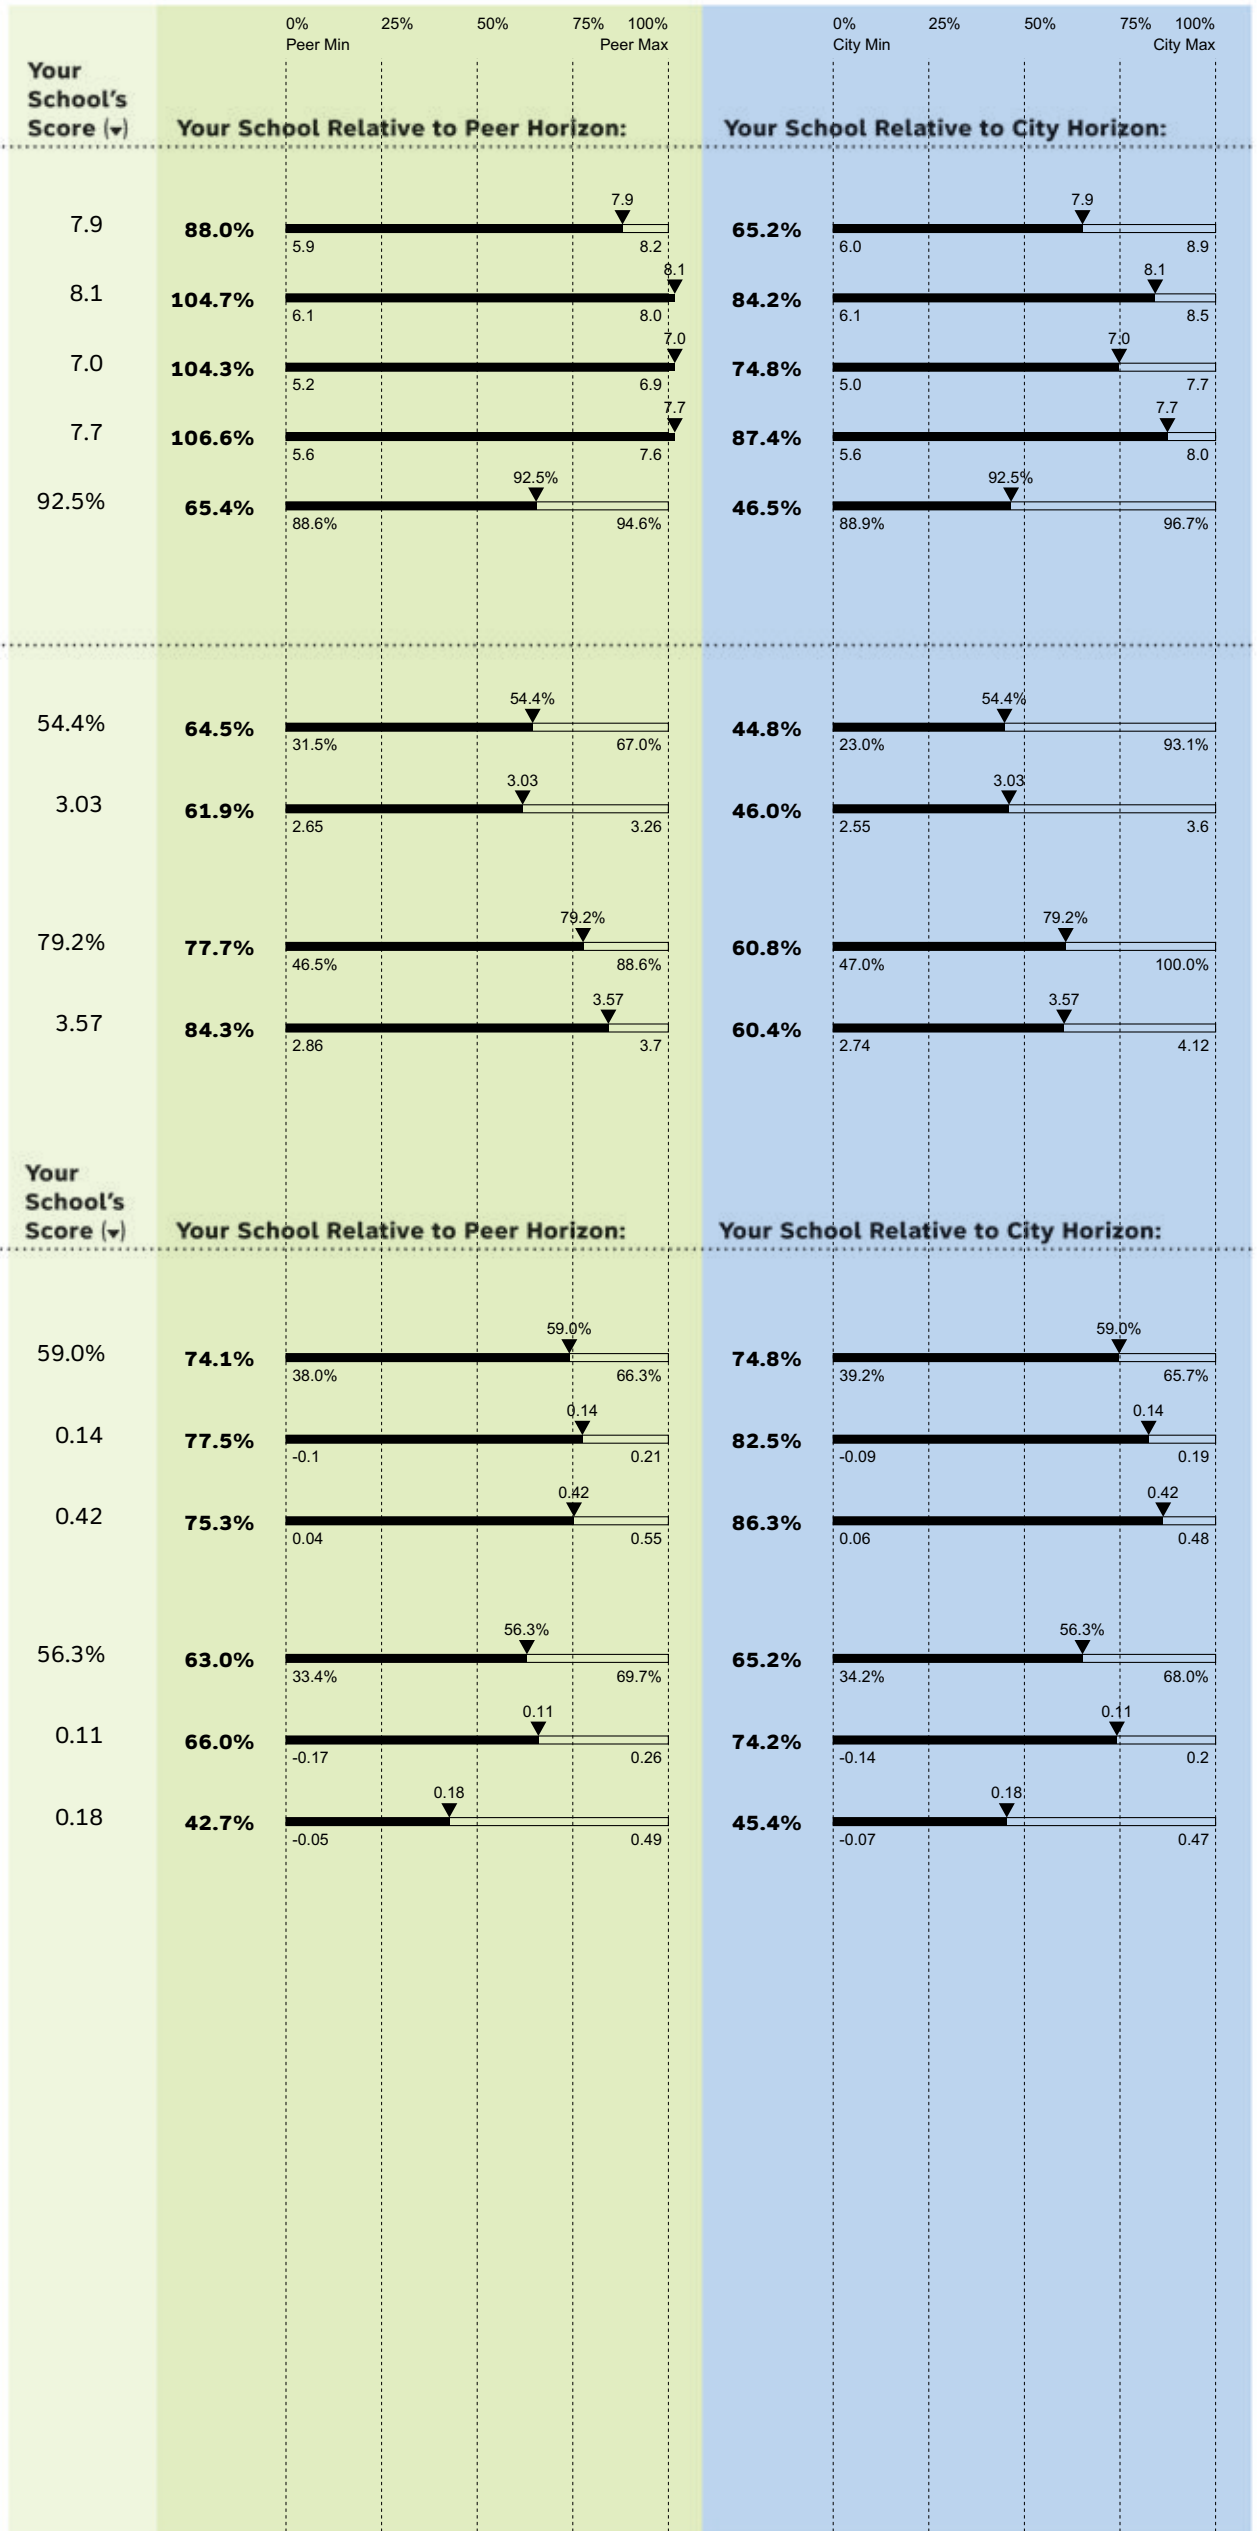 0% 25% 50% 75% 100% 0% 25% 50% 75% 100%
Peer Min Peer Max City Min City Max
Your
School's
Score (▾) Your School Relative to Peer Horizon: Your School Relative to City Horizon:
7.9 7.9
7.9 88.0% 65.2%
5.9 8.2 6.0 8.9
8.1 8.1
8.1 104.7% 84.2%
6.1 8.0 6.1 8.5
7.0 7.0
7.0 104.3% 74.8%
5.2 6.9 5.0 7.7
7.7 7.7
7.7 106.6% 87.4%
5.6 7.6 5.6 8.0
92.5% 92.5%
92.5% 65.4% 46.5%
88.6% 94.6% 88.9% 96.7%
54.4% 54.4%
54.4% 64.5% 44.8%
31.5% 67.0% 23.0% 93.1%
3.03 3.03
3.03 61.9% 46.0%
2.65 3.26 2.55 3.6
79.2% 79.2%
79.2% 77.7% 60.8%
46.5% 88.6% 47.0% 100.0%
3.57 3.57
3.57 84.3% 60.4%
2.86 3.7 2.74 4.12
Your
School's
Score (▾) Your School Relative to Peer Horizon: Your School Relative to City Horizon:
59.0% 59.0%
59.0% 74.1% 74.8%
38.0% 66.3% 39.2% 65.7%
0.14 0.14
0.14 77.5% 82.5%
-0.1 0.21 -0.09 0.19
0.42 0.42
0.42 75.3% 86.3%
0.04 0.55 0.06 0.48
56.3% 56.3%
56.3% 63.0% 65.2%
33.4% 69.7% 34.2% 68.0%
0.11 0.11
0.11 66.0% 74.2%
-0.17 0.26 -0.14 0.2
0.18 0.18
0.18 42.7% 45.4%
-0.05 0.49 -0.07 0.47